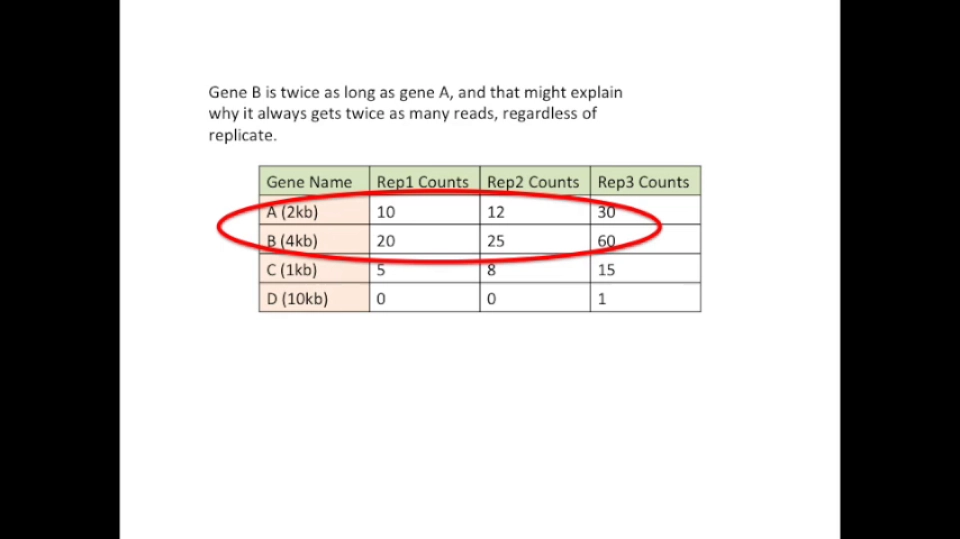 Gene B is twice as long as gene A, and that might explain
why it always gets twice as many reads, regardless of
replicate.
Gene Name Rep1 Counts Rep2 Counts Rep3 Counts
A (2kb) 10 12 30
B (4kb) 20 25 60
C (1kb) 5 8 15
D (10kb) 0 0 1